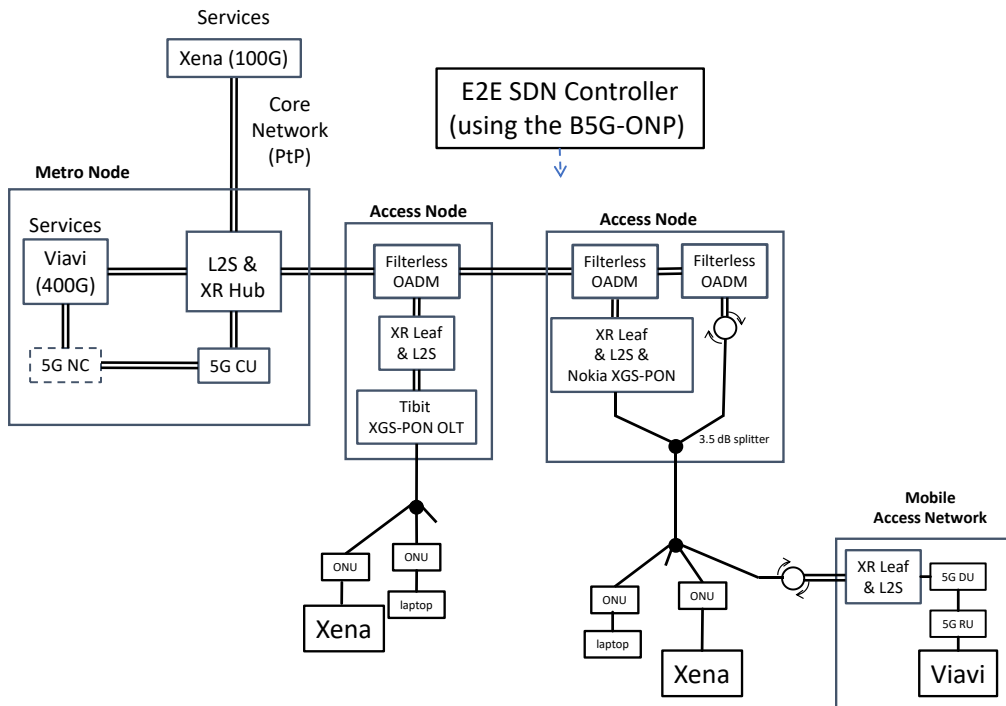 Services
Xena (100G)
Core
Network
(PtP)
E2E SDN Controller
(using the B5G-ONP)
Metro Node
Services
Viavi
(400G)
L2S &
XR Hub
5G NC
5G CU
Access Node
Filterless
OADM
XR Leaf
& L2S
Tibit
XGS-PON OLT
ONU
Xena
ONU
laptop
Access Node
Filterless
OADM
Filterless
OADM
XR Leaf
& L2S &
Nokia XGS-PON
3.5 dB splitter
ONU
laptop
ONU
Xena
Mobile
Access Network
XR Leaf
& L2S
5G DU
5G RU
Viavi